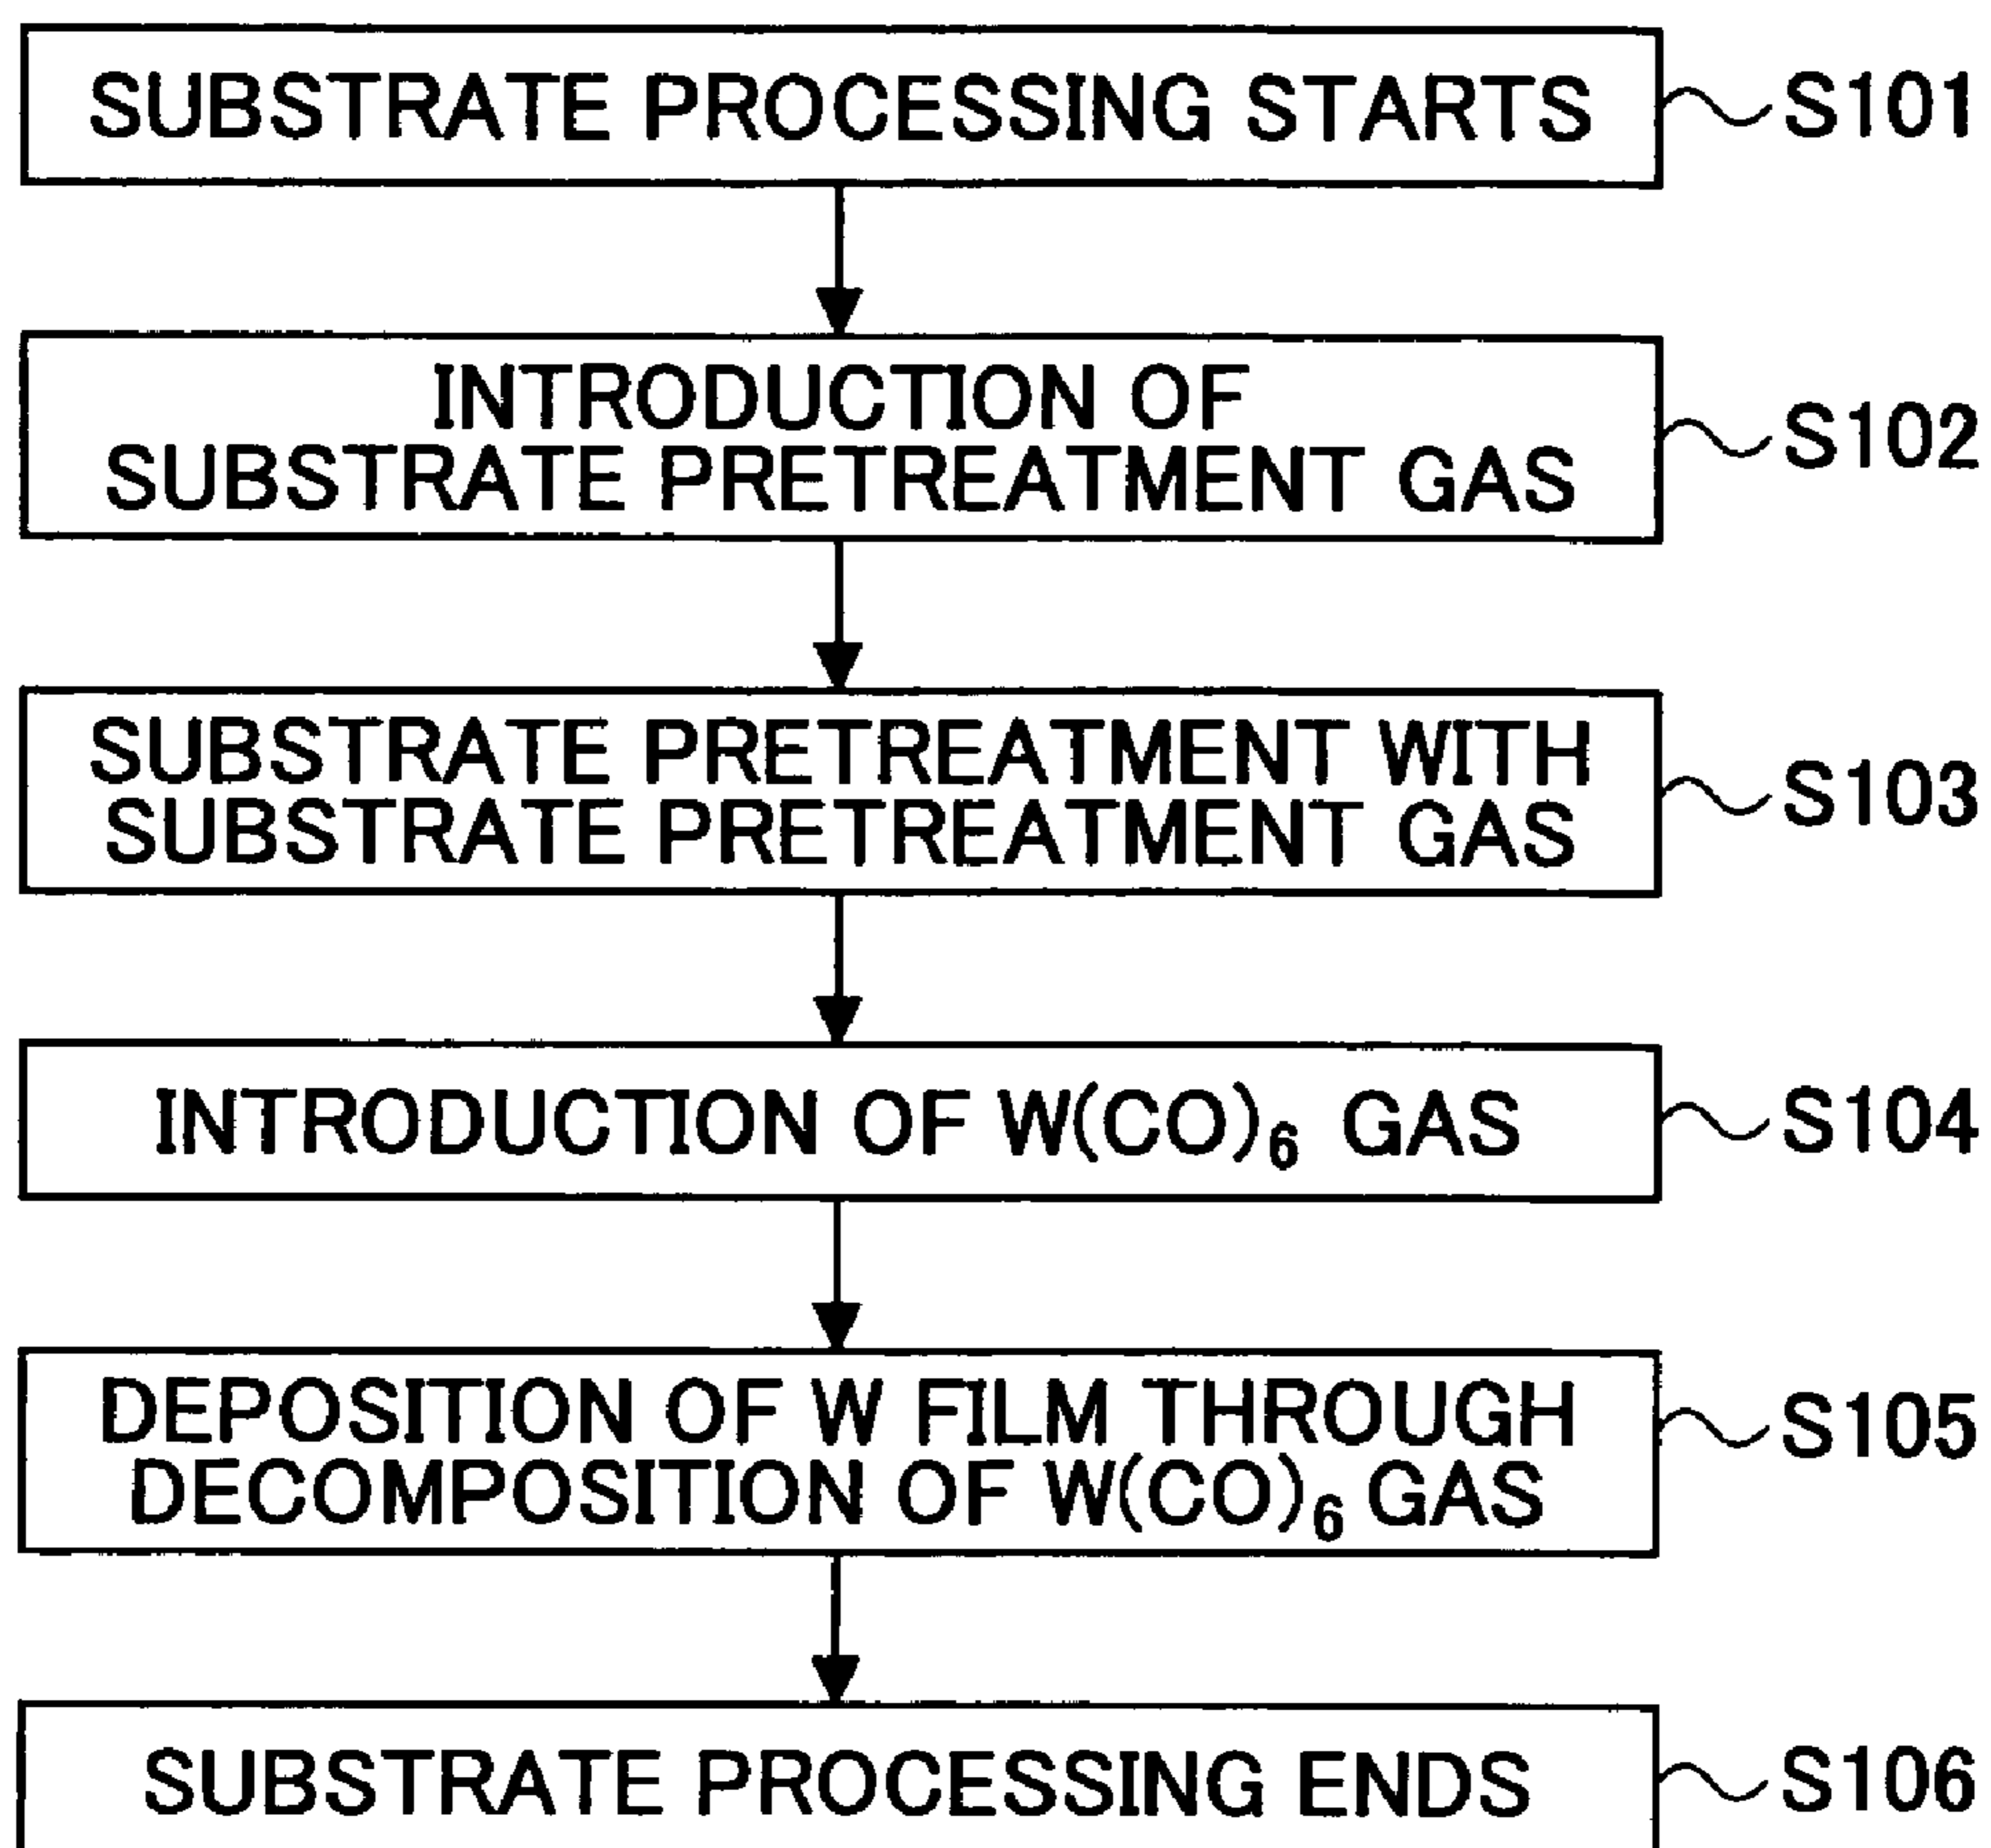 SUBSTRATE PROCESSING STARTS
S101
INTRODUCTION OF
SUBSTRATE PRETREATMENT GAS
S102
SUBSTRATE PRETREATMENT WITH
SUBSTRATE PRETREATMENT GAS
S103
INTRODUCTION OF W(CO)₆ GAS
S104
DEPOSITION OF W FILM THROUGH
DECOMPOSITION OF W(CO)₆ GAS
S105
SUBSTRATE PROCESSING ENDS
S106